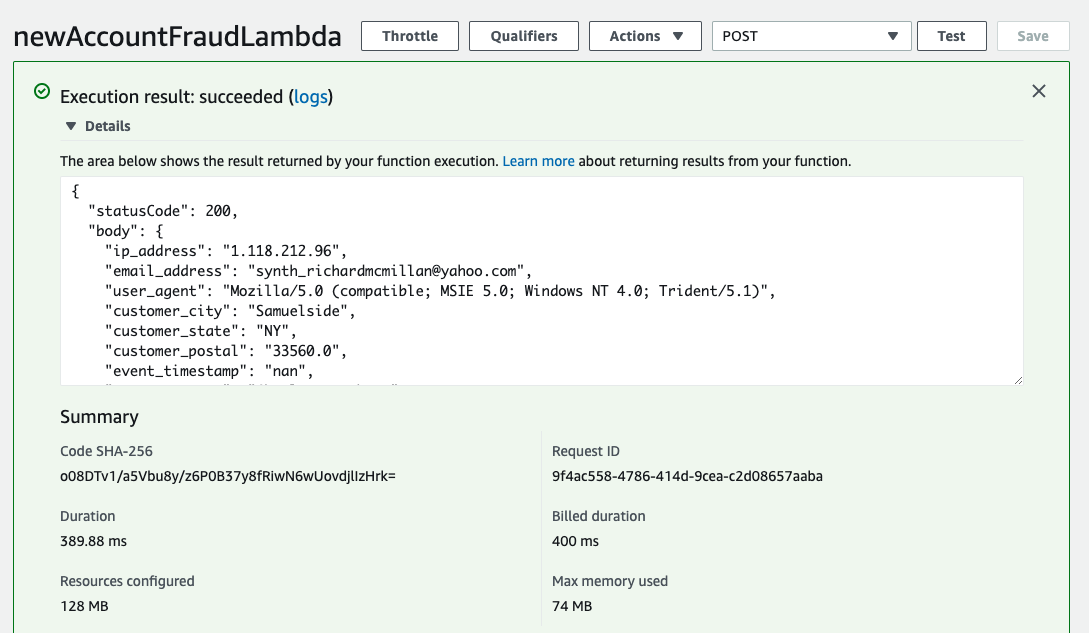 newAccountFraudLambda Throttle Qualifiers Actions POST Test Save
Execution result: succeeded (logs)
Details
The area below shows the result returned by your function execution. Learn more about returning results from your function.
{
"statusCode": 200,
"body": {
"ip_address": "1.118.212.96",
"email_address": "synth_richardmcmillan@yahoo.com",
"user_agent": "Mozilla/5.0 (compatible; MSIE 5.0; Windows NT 4.0; Trident/5.1)",
"customer_city": "Samuelside",
"customer_state": "NY",
"customer_postal": "33560.0",
"event_timestamp": "nan",
Summary
Code SHA-256
o08DTv1/a5Vbu8y/z6P0B37y8fRiwN6wUovdjlIzHrk=
Request ID
9f4ac558-4786-414d-9cea-c2d08657aaba
Duration
389.88 ms
Billed duration
400 ms
Resources configured
128 MB
Max memory used
74 MB